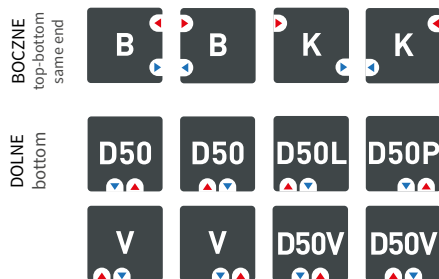 BOCZNE
top-bottom
same end
B B K K
DOLNE
bottom
D50 D50 D50L D50P
V V D50V D50V